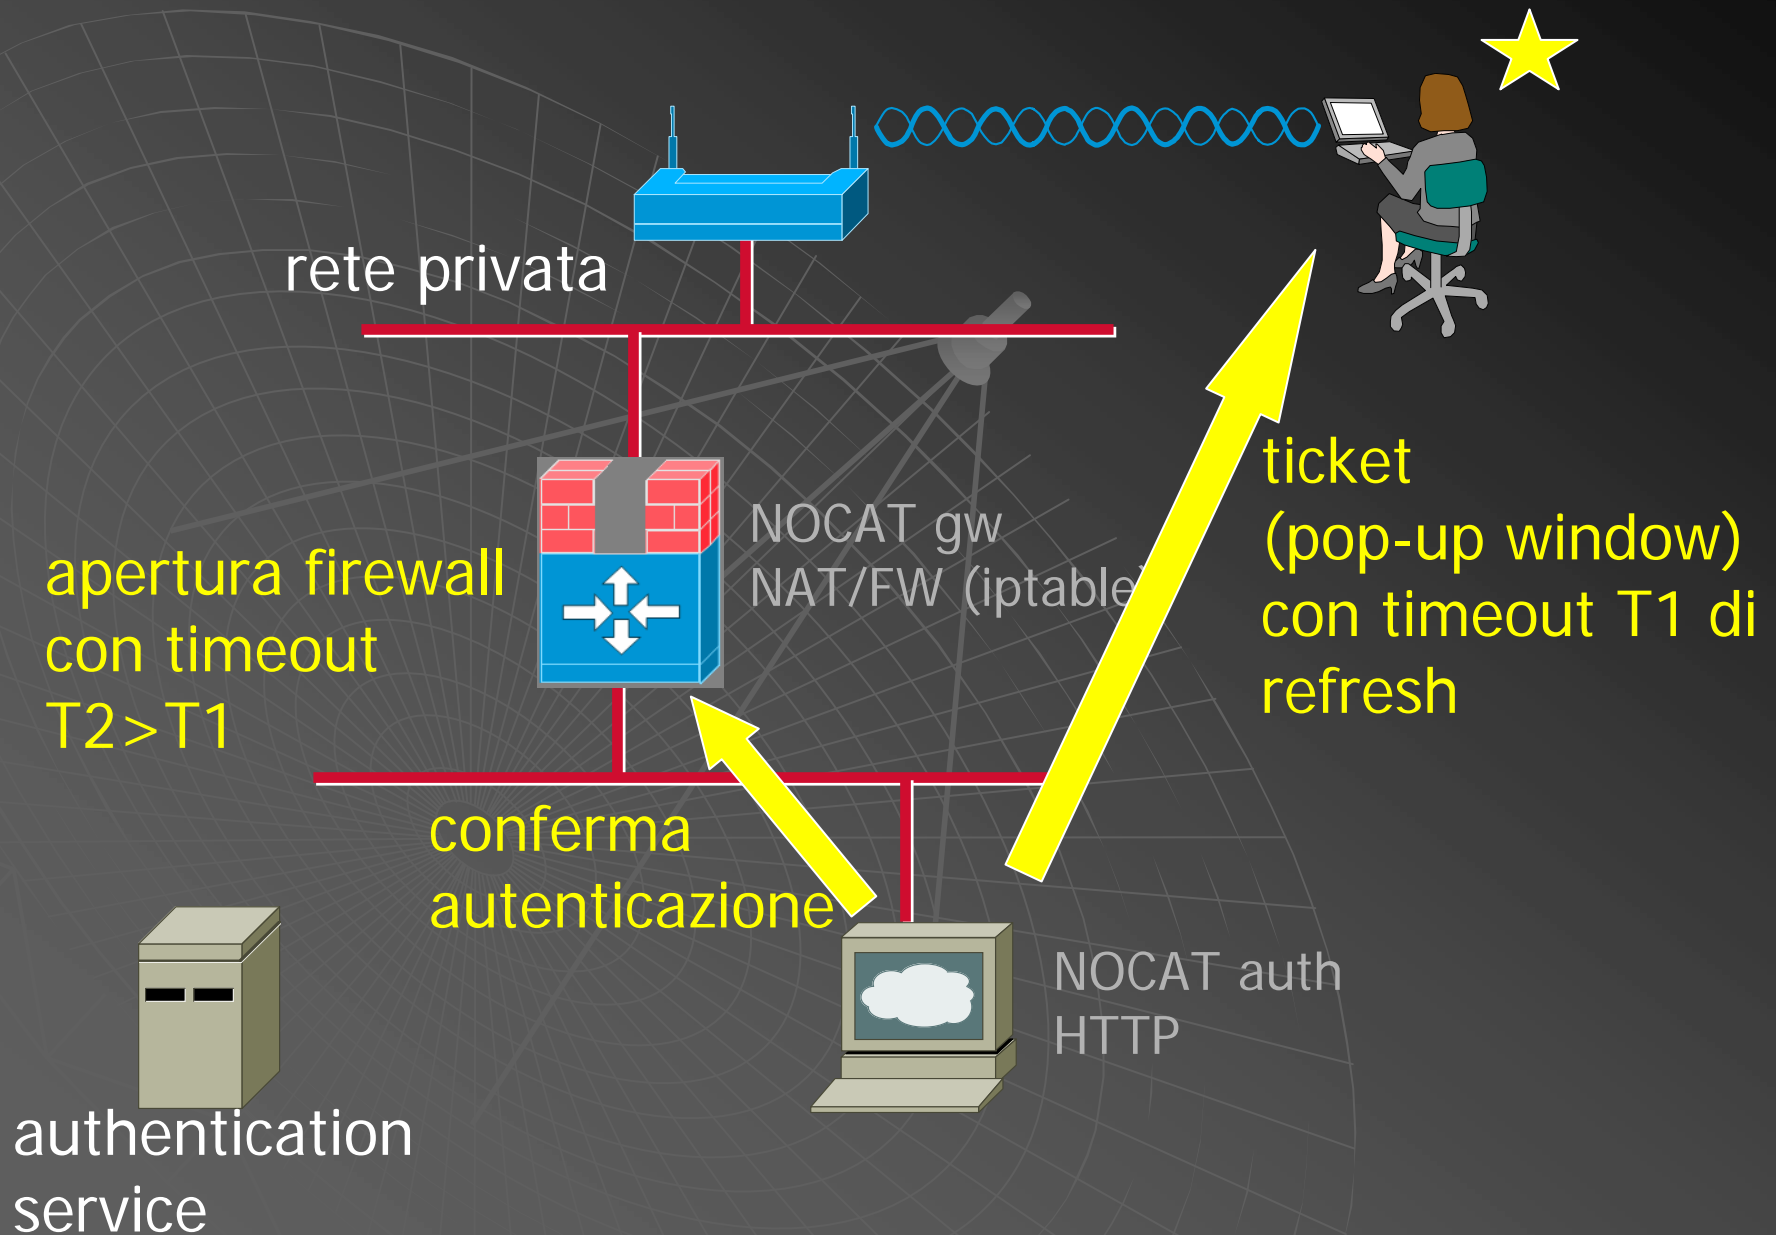 rete privata
NOCAT gw
NAT/FW (iptable)
apertura firewall
con timeout
T2>T1
ticket
(pop-up window)
con timeout T1 di
refresh
conferma
autenticazione
NOCAT auth
HTTP
authentication
service